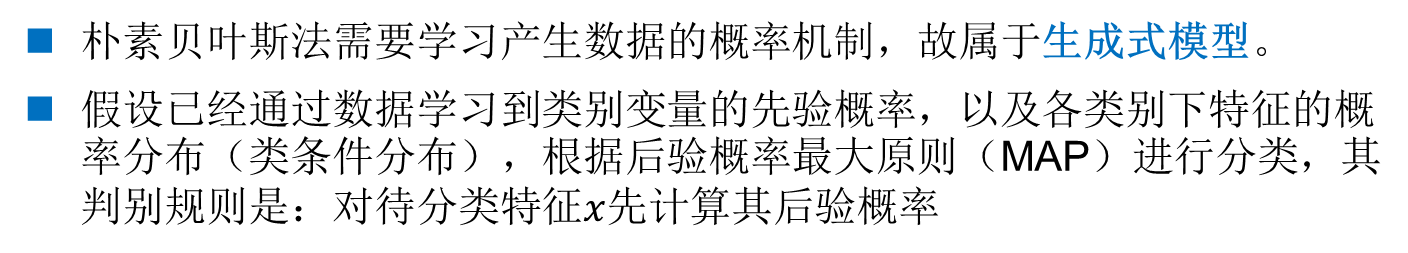 朴素贝叶斯法需要学习产生数据的概率机制，故属于生成式模型。
假设已经通过数据学习到类别变量的先验概率，以及各类别下特征的概
率分布（类条件分布），根据后验概率最大原则（MAP）进行分类，其
判别规则是：对待分类特征𝑥先计算其后验概率